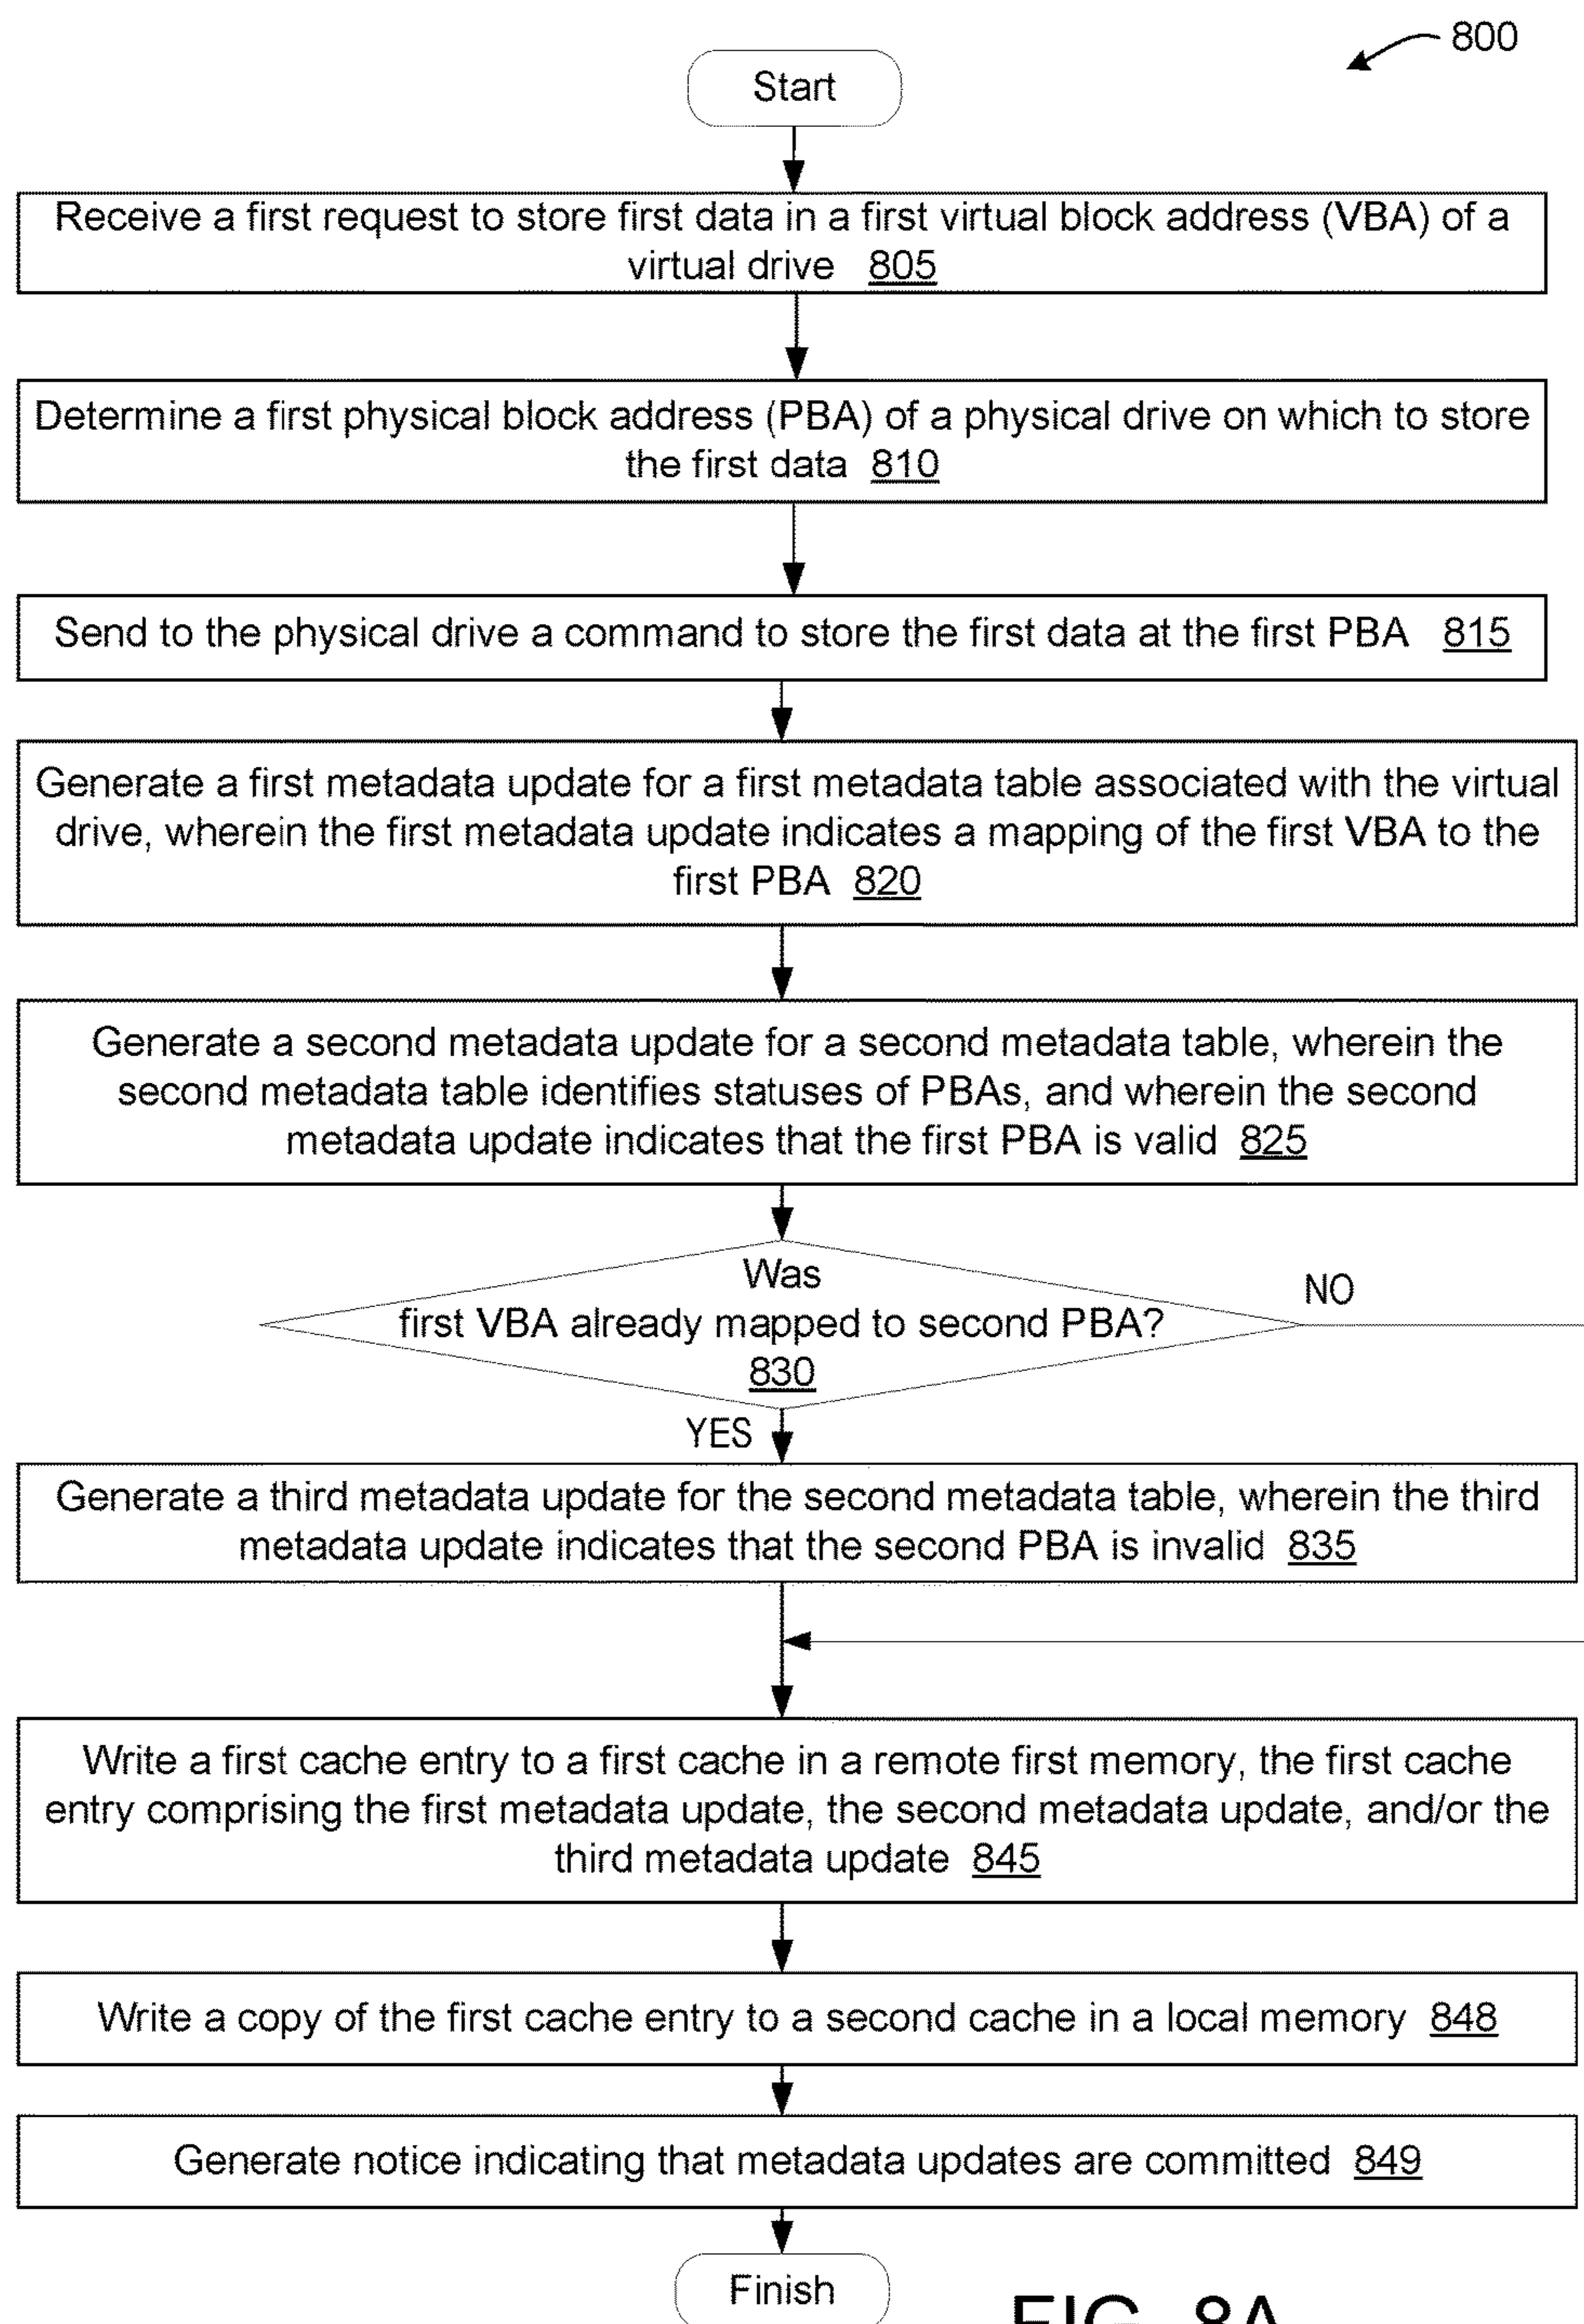 800
Start
Receive a first request to store first data in a first virtual block address (VBA) of a
virtual drive 805
Determine a first physical block address (PBA) of a physical drive on which to store
the first data 810
Send to the physical drive a command to store the first data at the first PBA 815
Generate a first metadata update for a first metadata table associated with the virtual
drive, wherein the first metadata update indicates a mapping of the first VBA to the
first PBA 820
Generate a second metadata update for a second metadata table, wherein the
second metadata table identifies statuses of PBAs, and wherein the second
metadata update indicates that the first PBA is valid 825
Was
first VBA already mapped to second PBA?
830
NO
YES
Generate a third metadata update for the second metadata table, wherein the third
metadata update indicates that the second PBA is invalid 835
Write a first cache entry to a first cache in a remote first memory, the first cache
entry comprising the first metadata update, the second metadata update, and/or the
third metadata update 845
Write a copy of the first cache entry to a second cache in a local memory 848
Generate notice indicating that metadata updates are committed 849
Finish
FIG. 8A